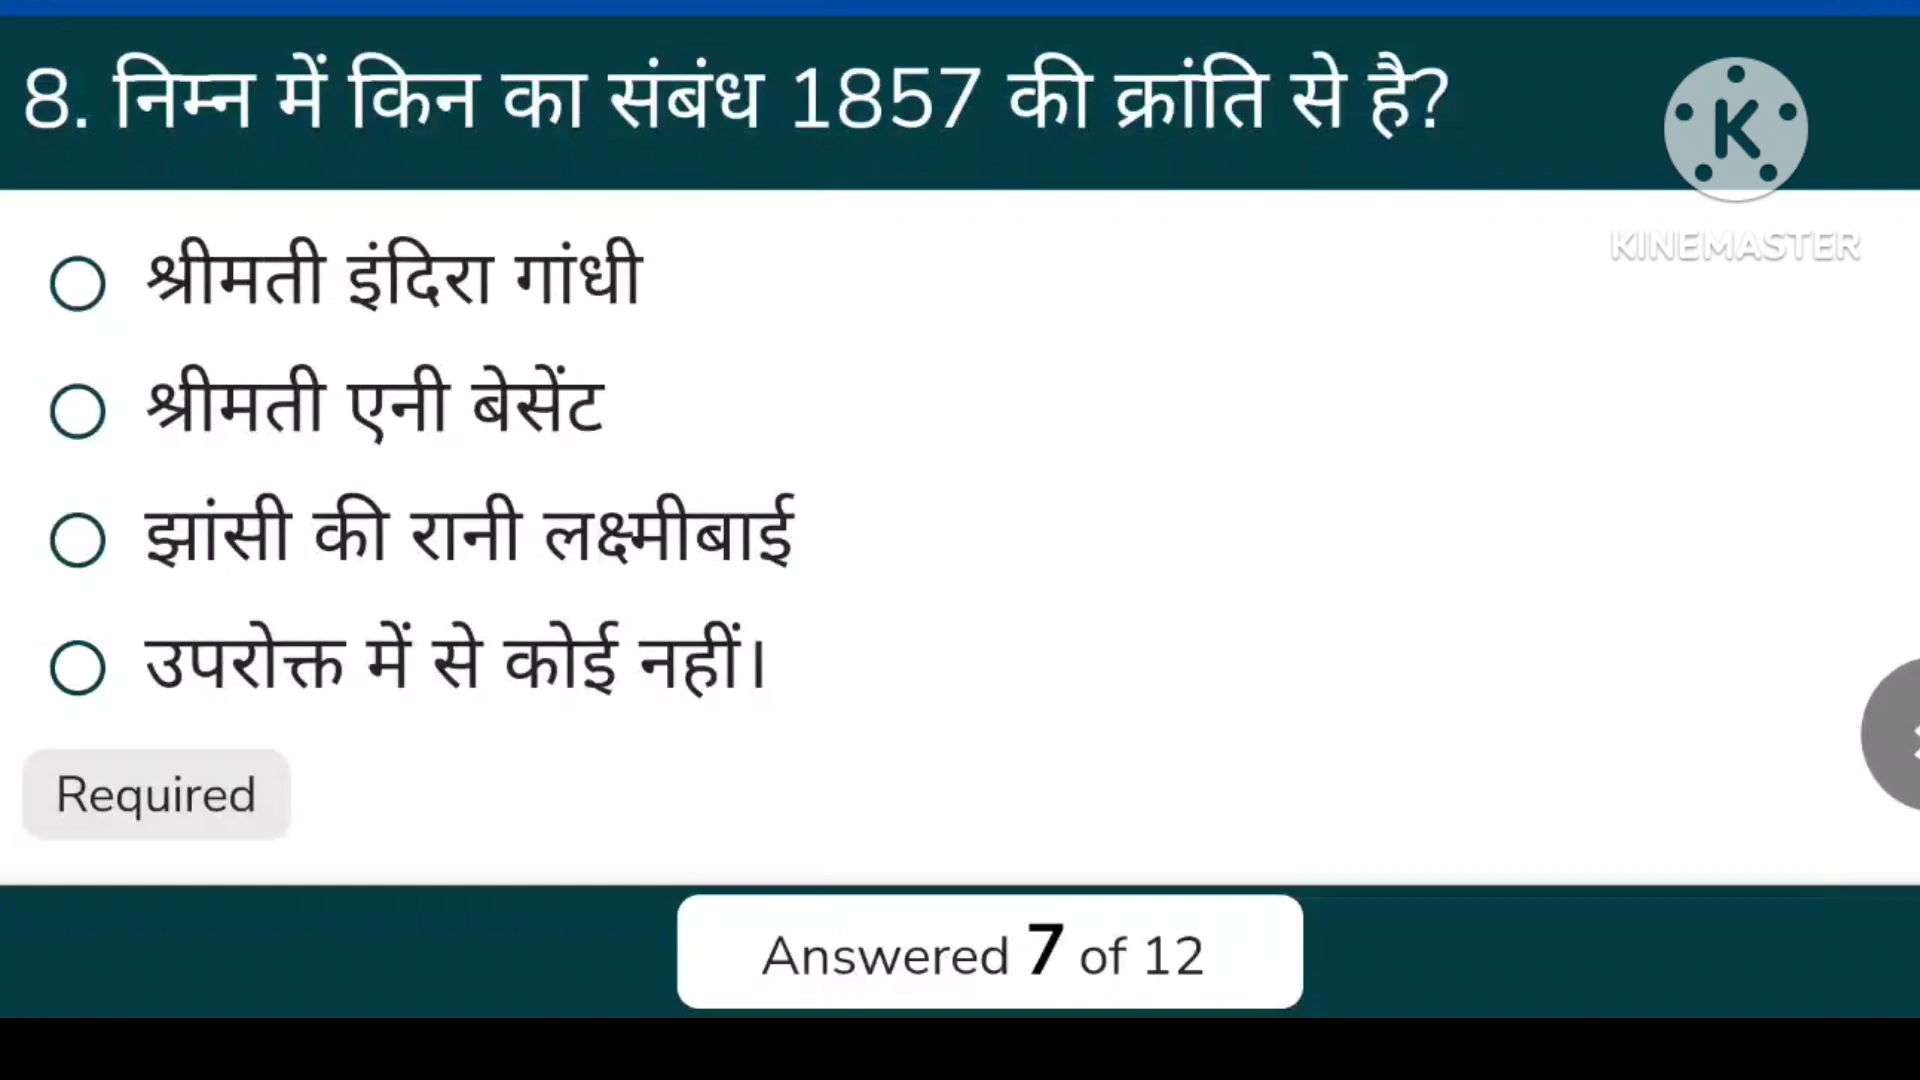 8. निम्न में किन का संबंध 1857 की क्रांति से है?
K
KINEMASTER
श्रीमती इंदिरा गांधी
श्रीमती एनी बेसेंट
झांसी की रानी लक्ष्मीबाई
उपरोक्त में से कोई नहीं।
Required
Answered 7 of 12